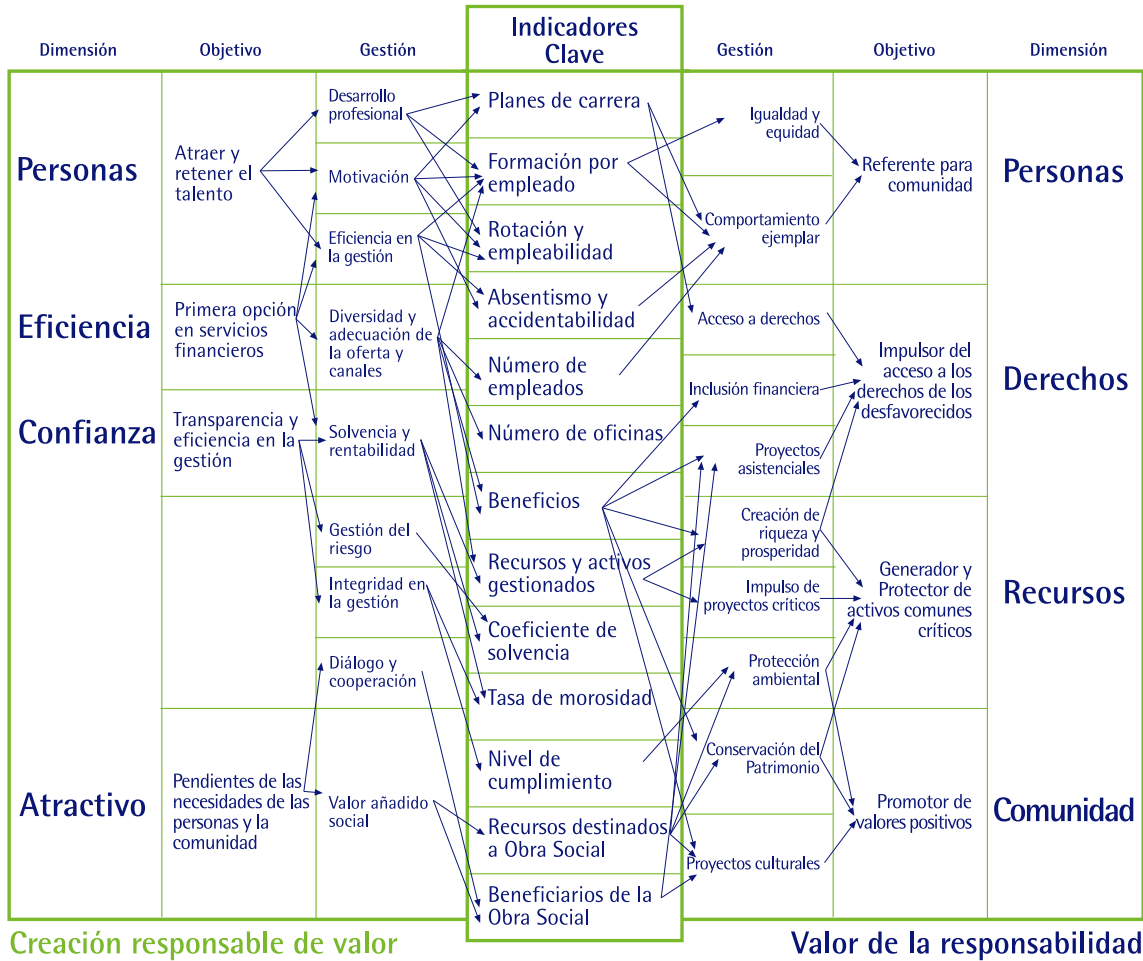 Indicadores
Clave
Dimensión
Objetivo
Gestión
Gestión
Objetivo
Dimensión
Personas
Eficiencia
Confianza
Atractivo
Atraer y
retener el
talento
Primera opción
en servicios
financieros
Transparencia y
eficiencia en la
gestión
Pendientes de las
necesidades de las
personas y la
comunidad
Desarrollo
profesional
Motivación
Eficiencia en
la gestión
Diversidad y
adecuación de
la oferta y
canales
Solvencia y
rentabilidad
Gestión del
riesgo
Integridad en
la gestión
Diálogo y
cooperación
Valor añadido
social
Planes de carrera
Formación por
empleado
Rotación y
empleabilidad
Absentismo y
accidentabilidad
Número de
empleados
Número de oficinas
Beneficios
Recursos y activos
gestionados
Coeficiente de
solvencia
Tasa de morosidad
Nivel de
cumplimiento
Recursos destinados
a Obra Social
Beneficiarios de la
Obra Social
Igualdad y
equidad
Comportamiento
ejemplar
Acceso a derechos
Inclusión financiera
Proyectos
asistenciales
Creación de
riqueza y
prosperidad
Impulso de
proyectos críticos
Protección
ambiental
Conservación del
Patrimonio
Proyectos culturales
Referente para
comunidad
Impulsor del
acceso a los
derechos de los
desfavorecidos
Generador y
Protector de
activos comunes
críticos
Promotor de
valores positivos
Personas
Derechos
Recursos
Comunidad
Creación responsable de valor
Valor de la responsabilidad